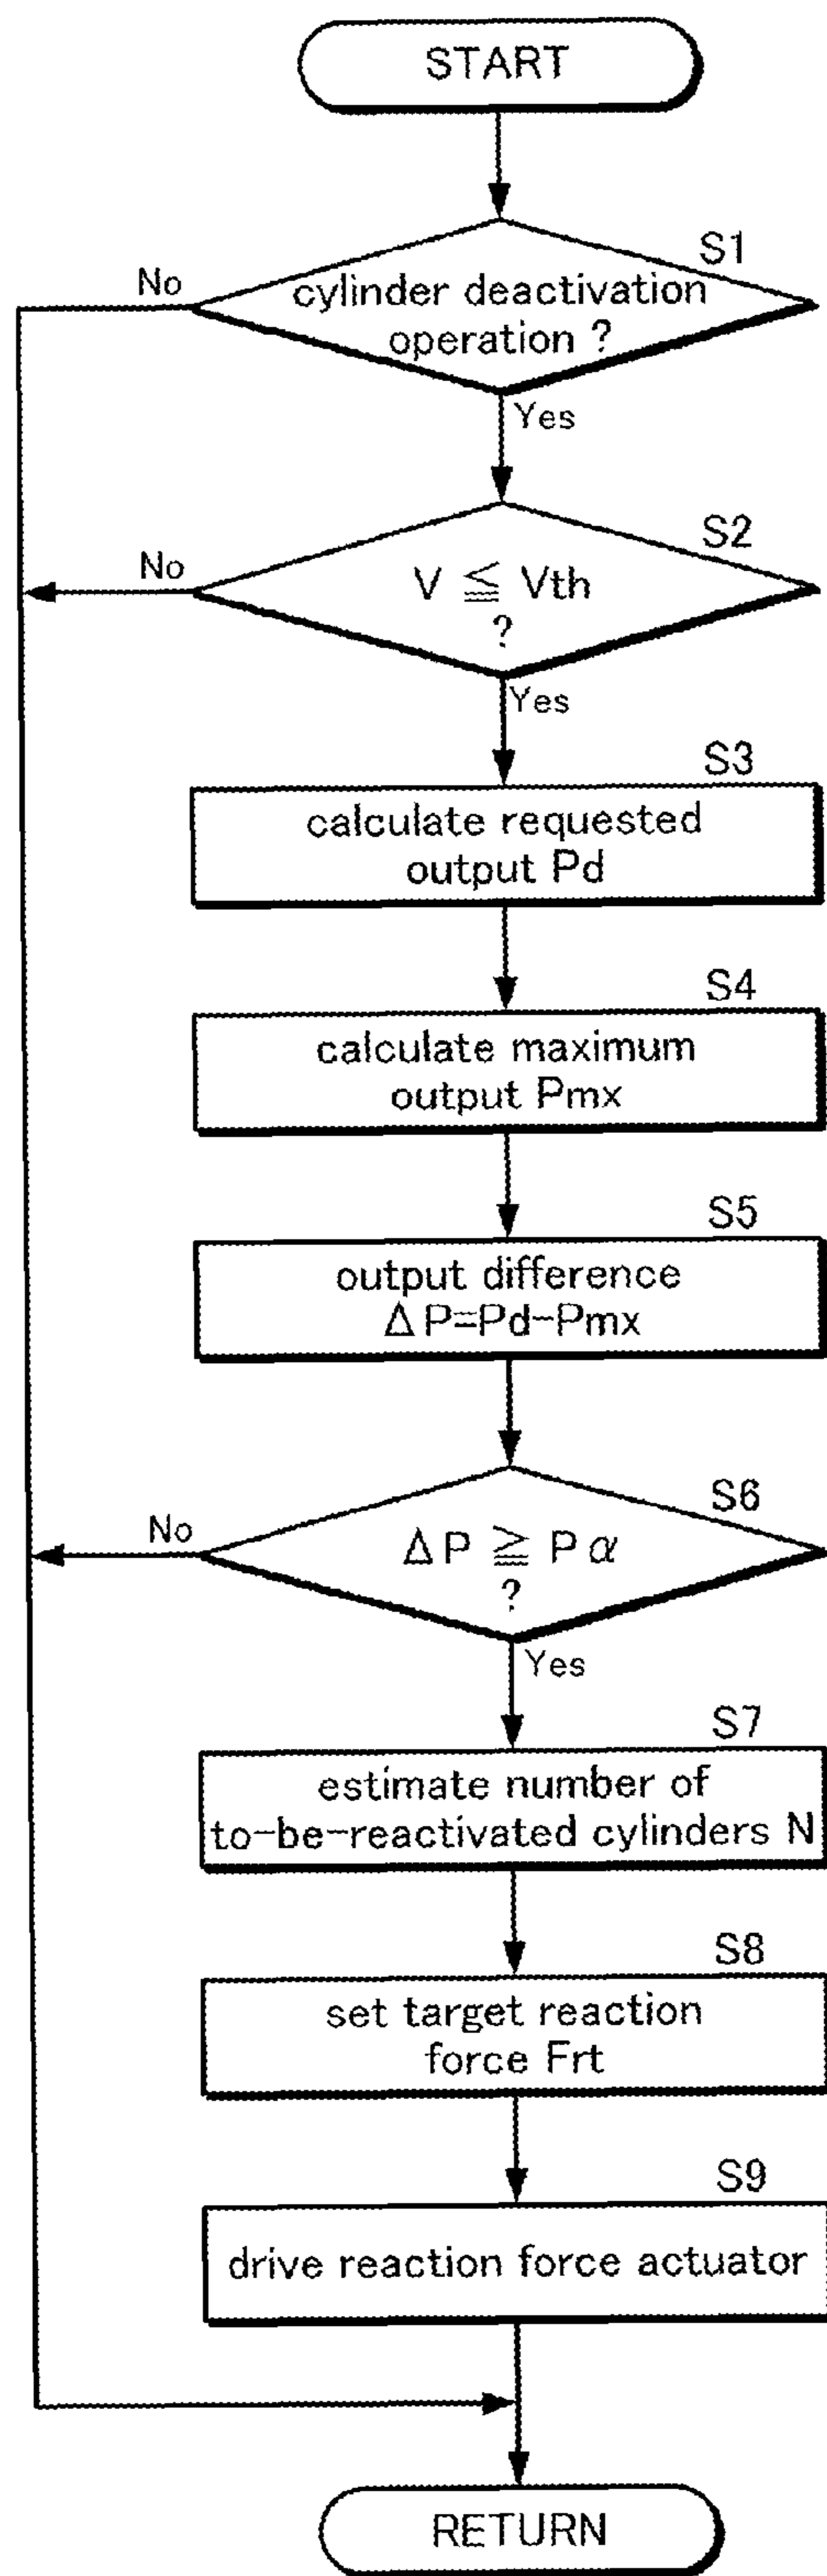 START
S1
No
cylinder deactivation
operation ?
Yes
S2
No
V ≦ Vth
?
Yes
S3
calculate requested
output Pd
S4
calculate maximum
output Pmx
S5
output difference
ΔP=Pd-Pmx
S6
No
ΔP ≧ Pα
?
Yes
S7
estimate number of
to-be-reactivated cylinders N
S8
set target reaction
force Frt
S9
drive reaction force actuator
RETURN